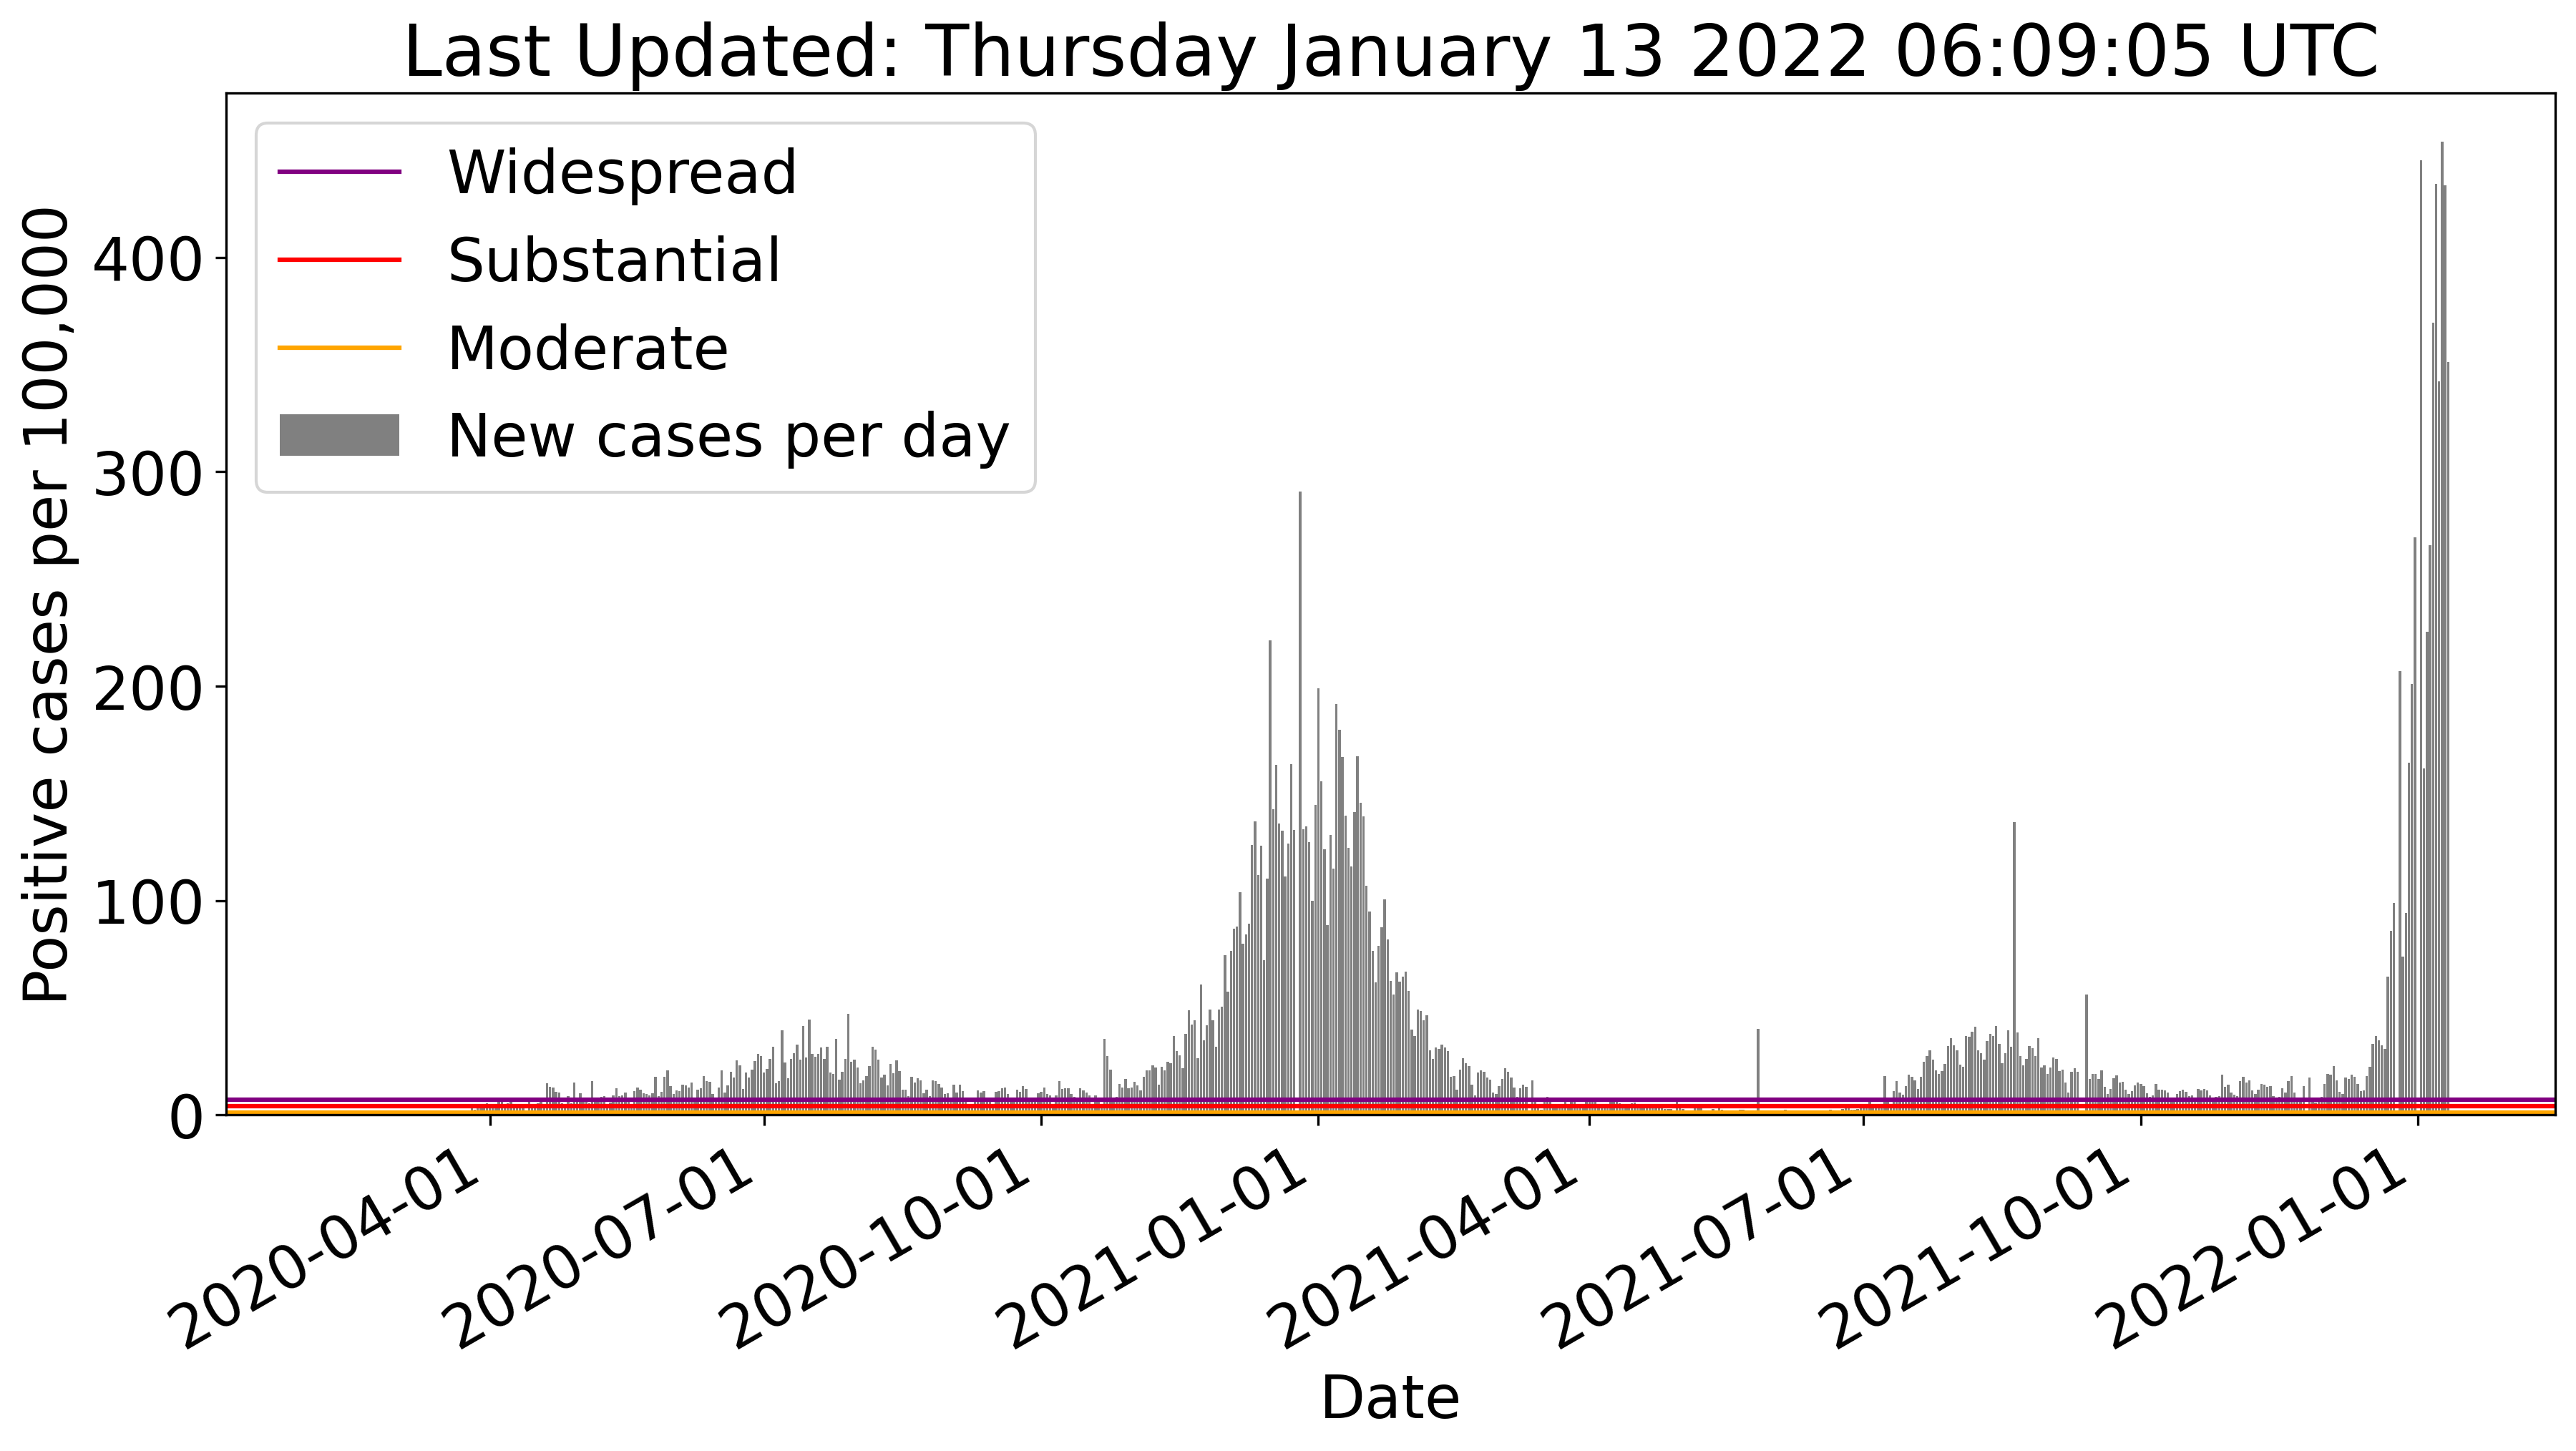 Last Updated: Thursday January 13 2022 06:09:05 UTC
Widespread
Substantial
Moderate
New cases per day
Positive cases per 100,000
400
300
200
100
0
2020-04-01
2020-07-01
2020-10-01
2021-01-01
2021-04-01
2021-07-01
2021-10-01
2022-01-01
Date